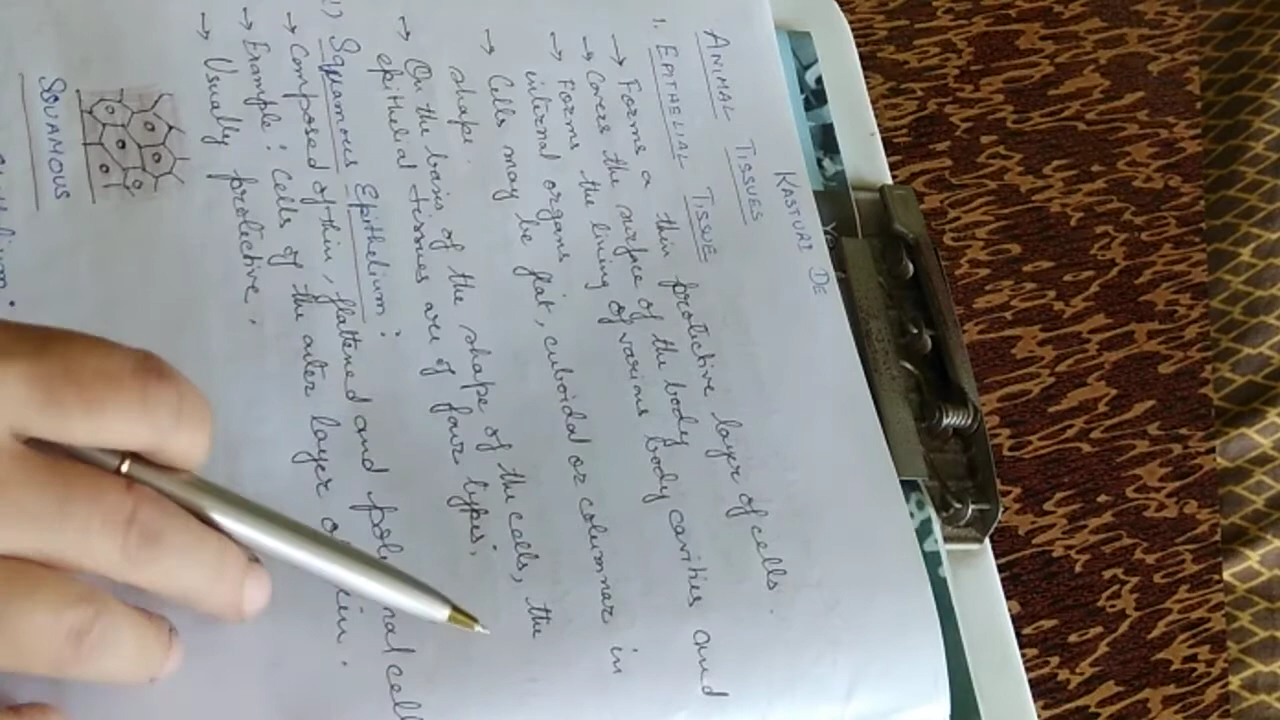 KASTURI DE
ANIMAL TISSUES
1. EPITHELIAL TISSUE
→ Forms a thin protective layer of cells.
→ Covers the surface of the body
→ Forms the lining of various body cavities and
internal organs
→ Cells may be flat, cuboidal or columnar in
shape.
→ On the basis of the shape of the cells, the
epithelial tissues are of four types.
1) Squamous Epithelium:
→ Composed of thin, flattened and cell
→ Example: Cells of the outer layer
→ Usually protective.
SQUAMOUS